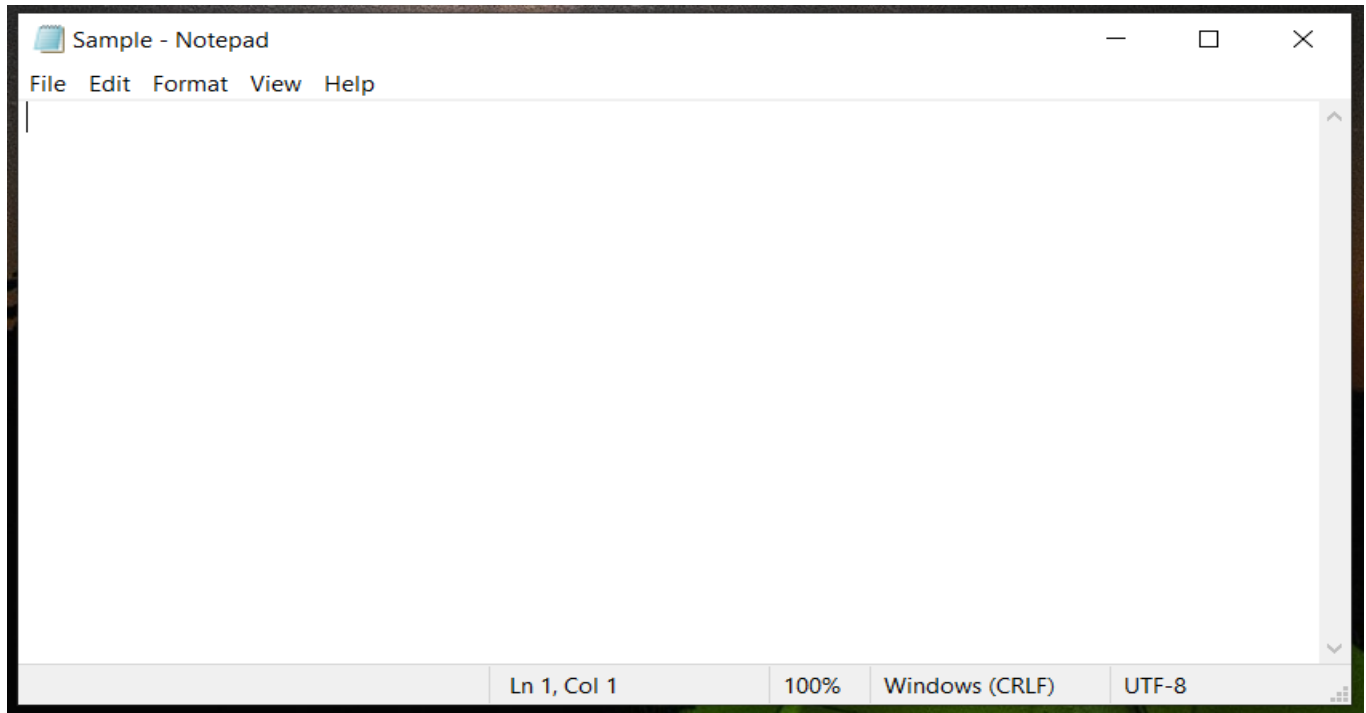 Sample - Notepad
File Edit Format View Help
Ln 1, Col 1 100% Windows (CRLF) UTF-8